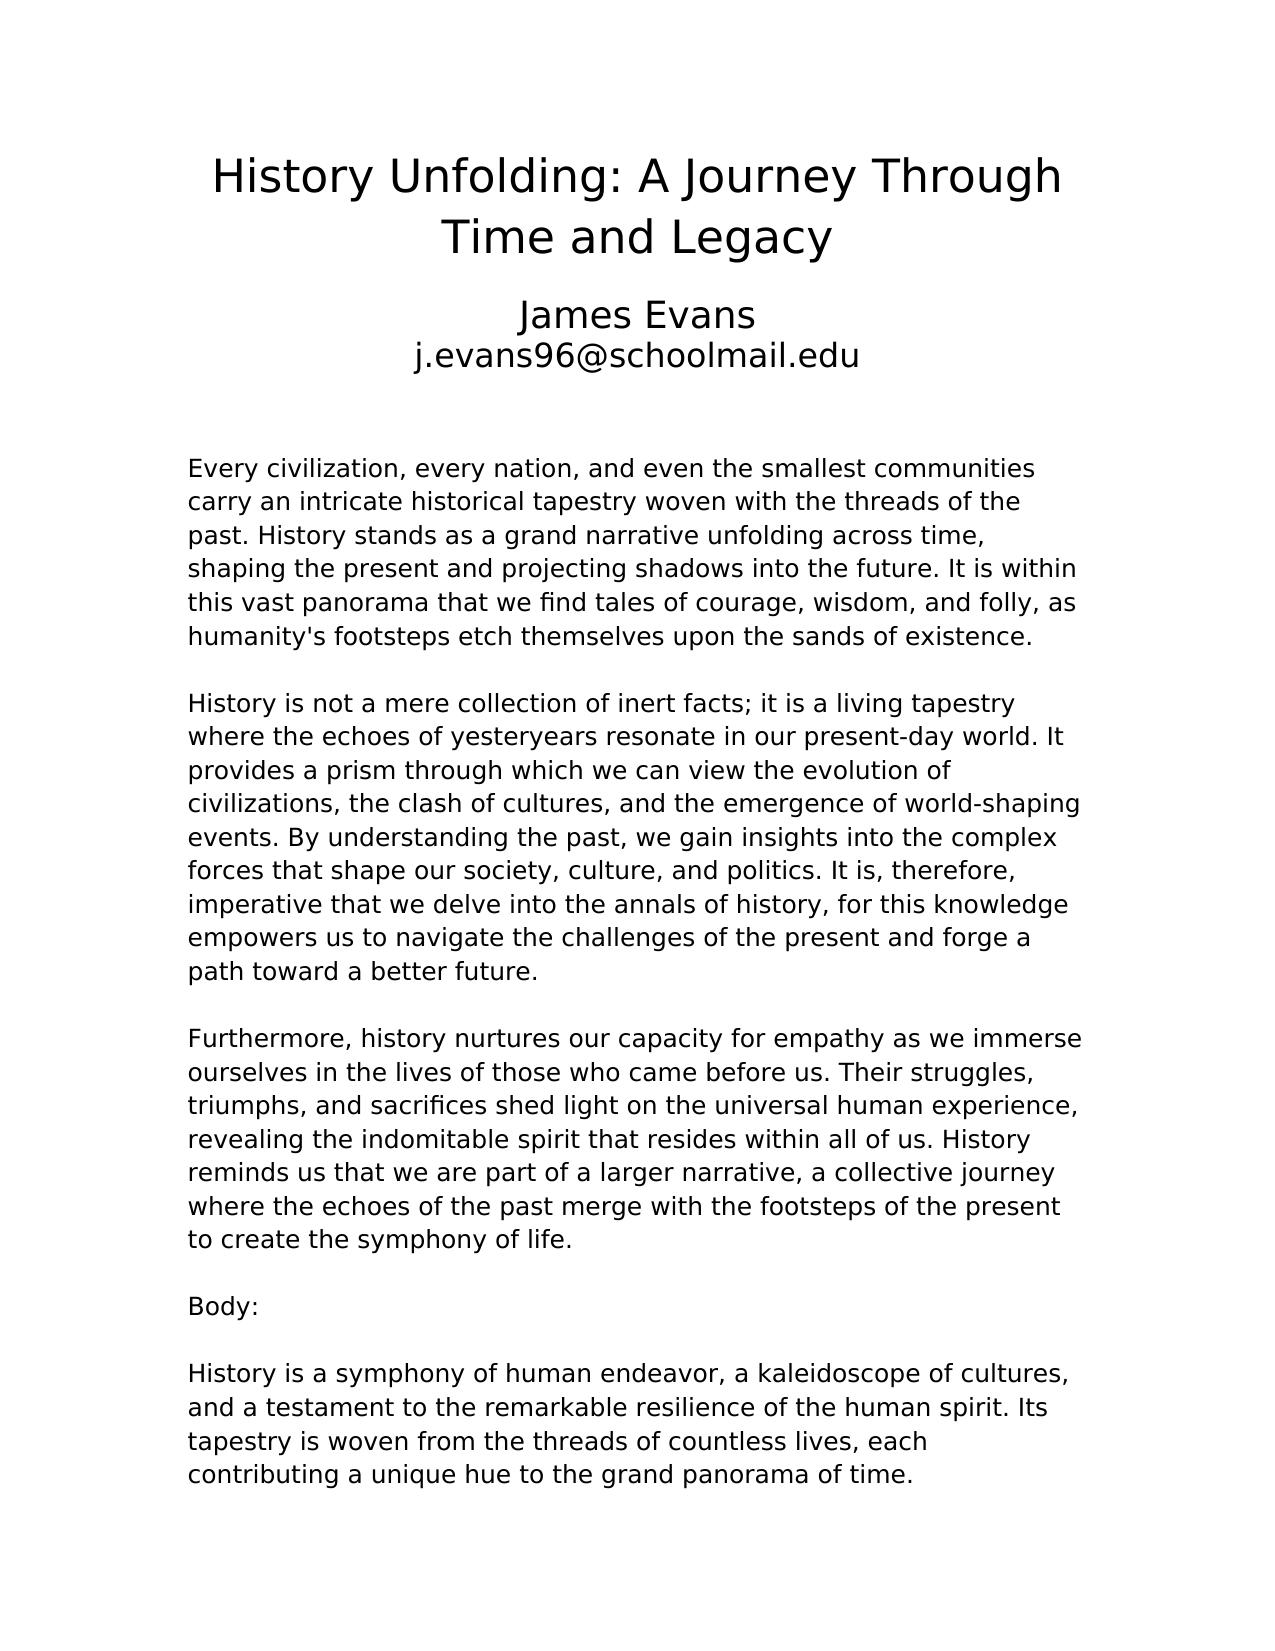 History Unfolding: A Journey Through
Time and Legacy
James Evans
j.evans96@schoolmail.edu
Every civilization, every nation, and even the smallest communities
carry an intricate historical tapestry woven with the threads of the
past. History stands as a grand narrative unfolding across time,
shaping the present and projecting shadows into the future. It is within
this vast panorama that we find tales of courage, wisdom, and folly, as
humanity's footsteps etch themselves upon the sands of existence.
History is not a mere collection of inert facts; it is a living tapestry
where the echoes of yesteryears resonate in our present-day world. It
provides a prism through which we can view the evolution of
civilizations, the clash of cultures, and the emergence of world-shaping
events. By understanding the past, we gain insights into the complex
forces that shape our society, culture, and politics. It is, therefore,
imperative that we delve into the annals of history, for this knowledge
empowers us to navigate the challenges of the present and forge a
path toward a better future.
Furthermore, history nurtures our capacity for empathy as we immerse
ourselves in the lives of those who came before us. Their struggles,
triumphs, and sacrifices shed light on the universal human experience,
revealing the indomitable spirit that resides within all of us. History
reminds us that we are part of a larger narrative, a collective journey
where the echoes of the past merge with the footsteps of the present
to create the symphony of life.
Body:
History is a symphony of human endeavor, a kaleidoscope of cultures,
and a testament to the remarkable resilience of the human spirit. Its
tapestry is woven from the threads of countless lives, each
contributing a unique hue to the grand panorama of time.